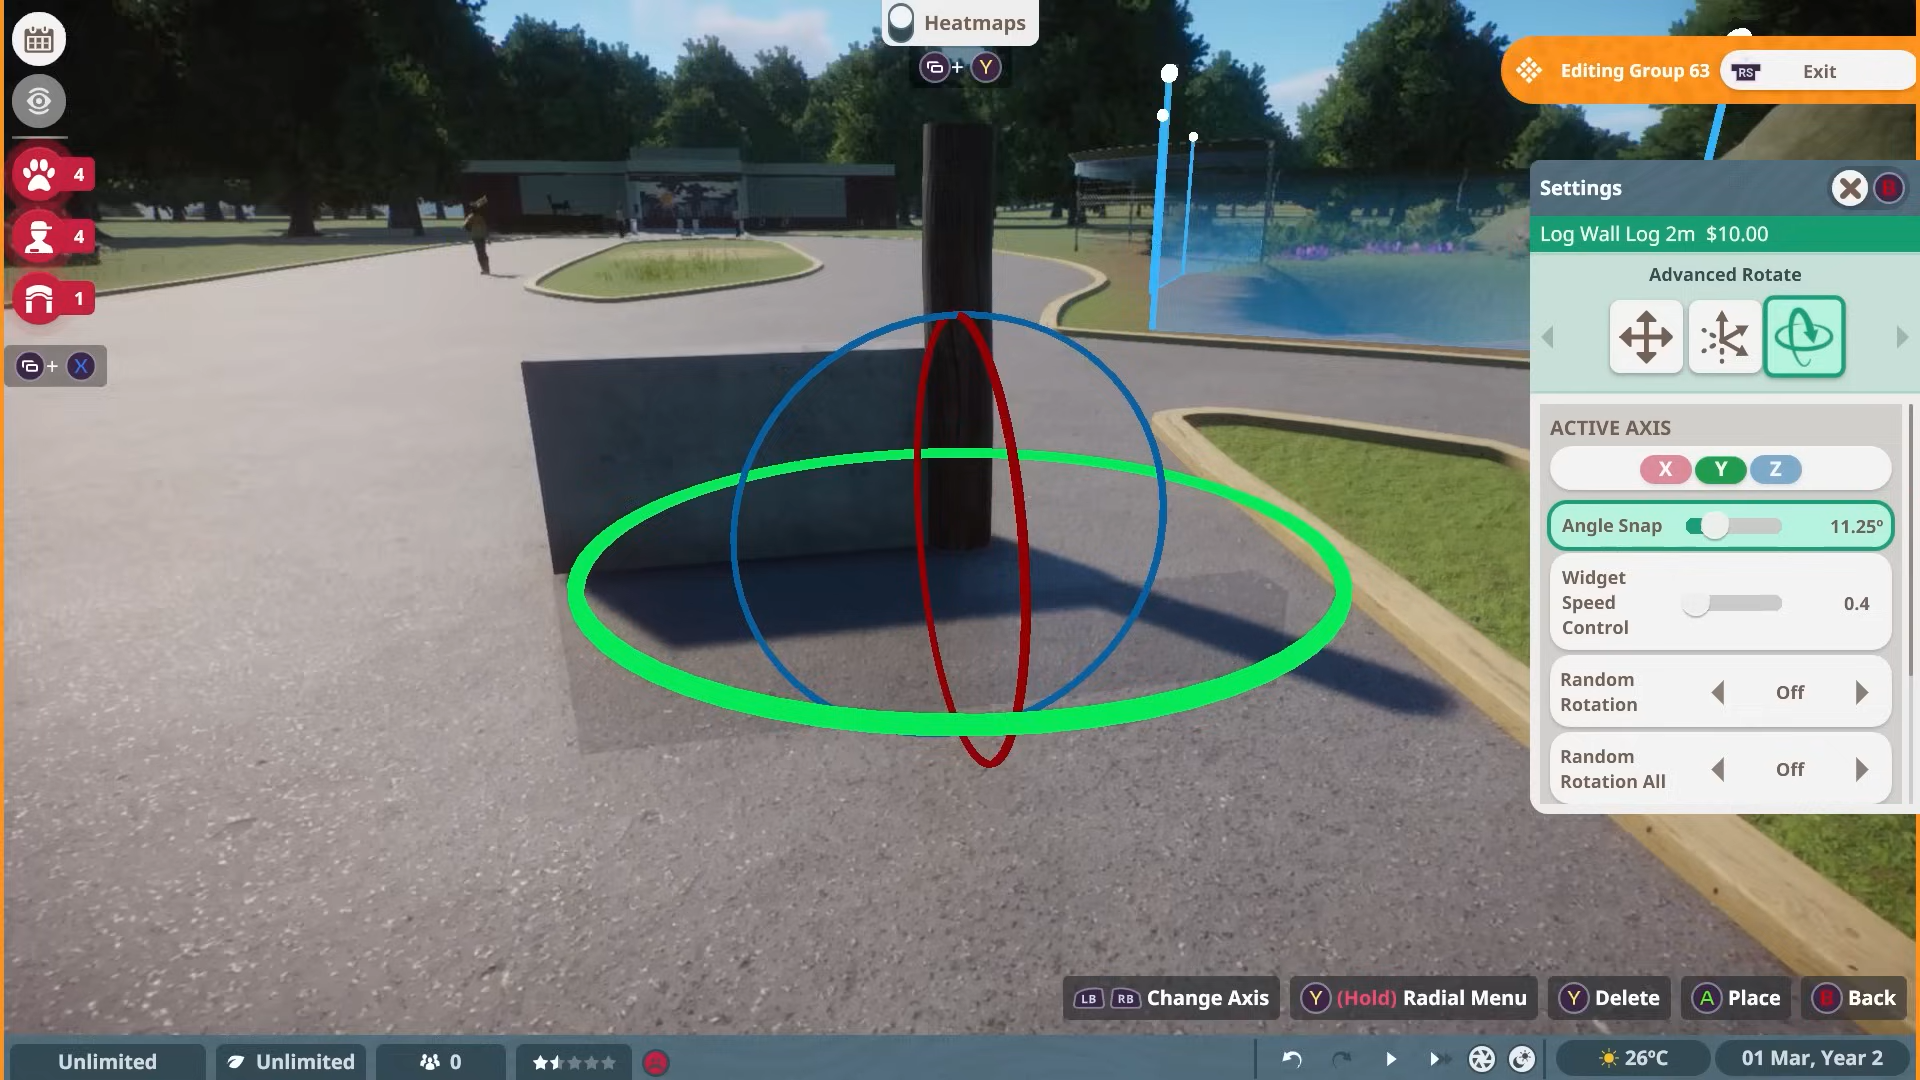 Heatmaps
+ Y
Editing Group 63
RS Exit
4
4
1
+ X
Settings
B
Log Wall Log 2m $10.00
Advanced Rotate
ACTIVE AXIS
X Y Z
Angle Snap 11.25º
Widget
Speed
Control
0.4
Random
Rotation
Off
Random
Rotation All
Off
LB RB Change Axis
Y (Hold) Radial Menu
Y Delete
A Place
B Back
Unlimited
Unlimited
0
26ºC
01 Mar, Year 2